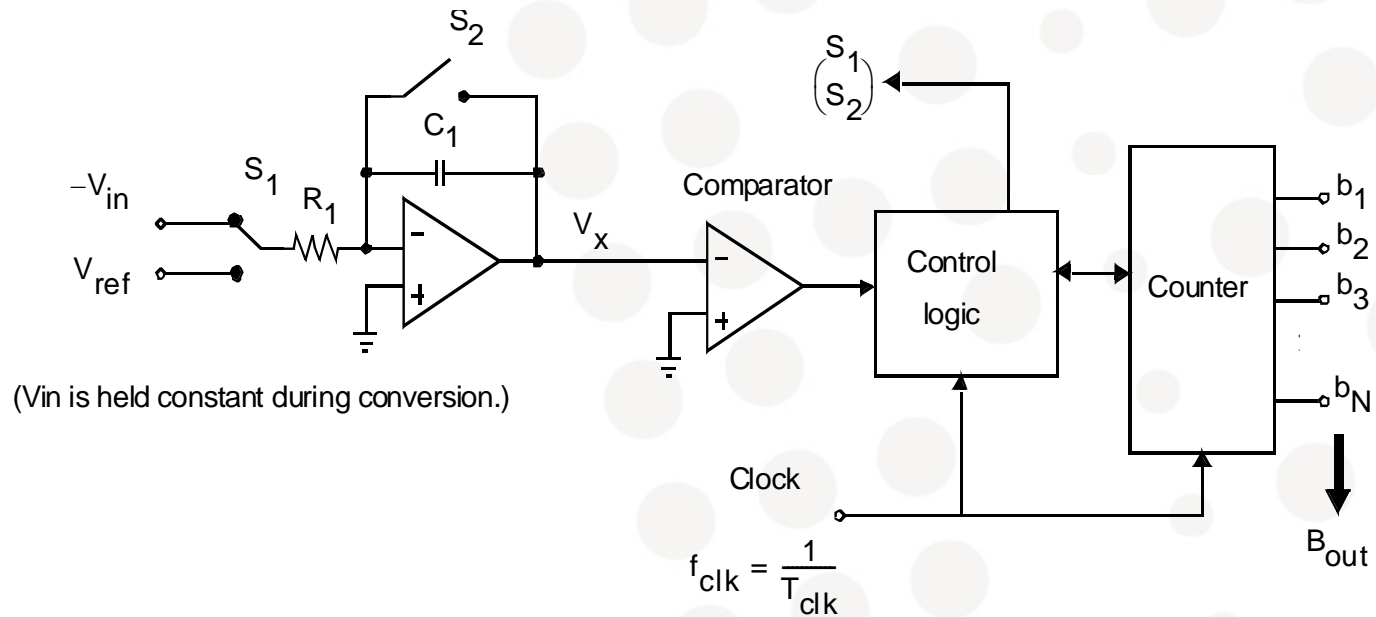 S2
C1
S1
–Vin
R1
Vref
-
+
Vx
(Vin is held constant during conversion.)
Comparator
-
+
(S1
S2)
Control
logic
Counter
b1
b2
b3
bN
Bout
Clock
fclk = 1/Tclk